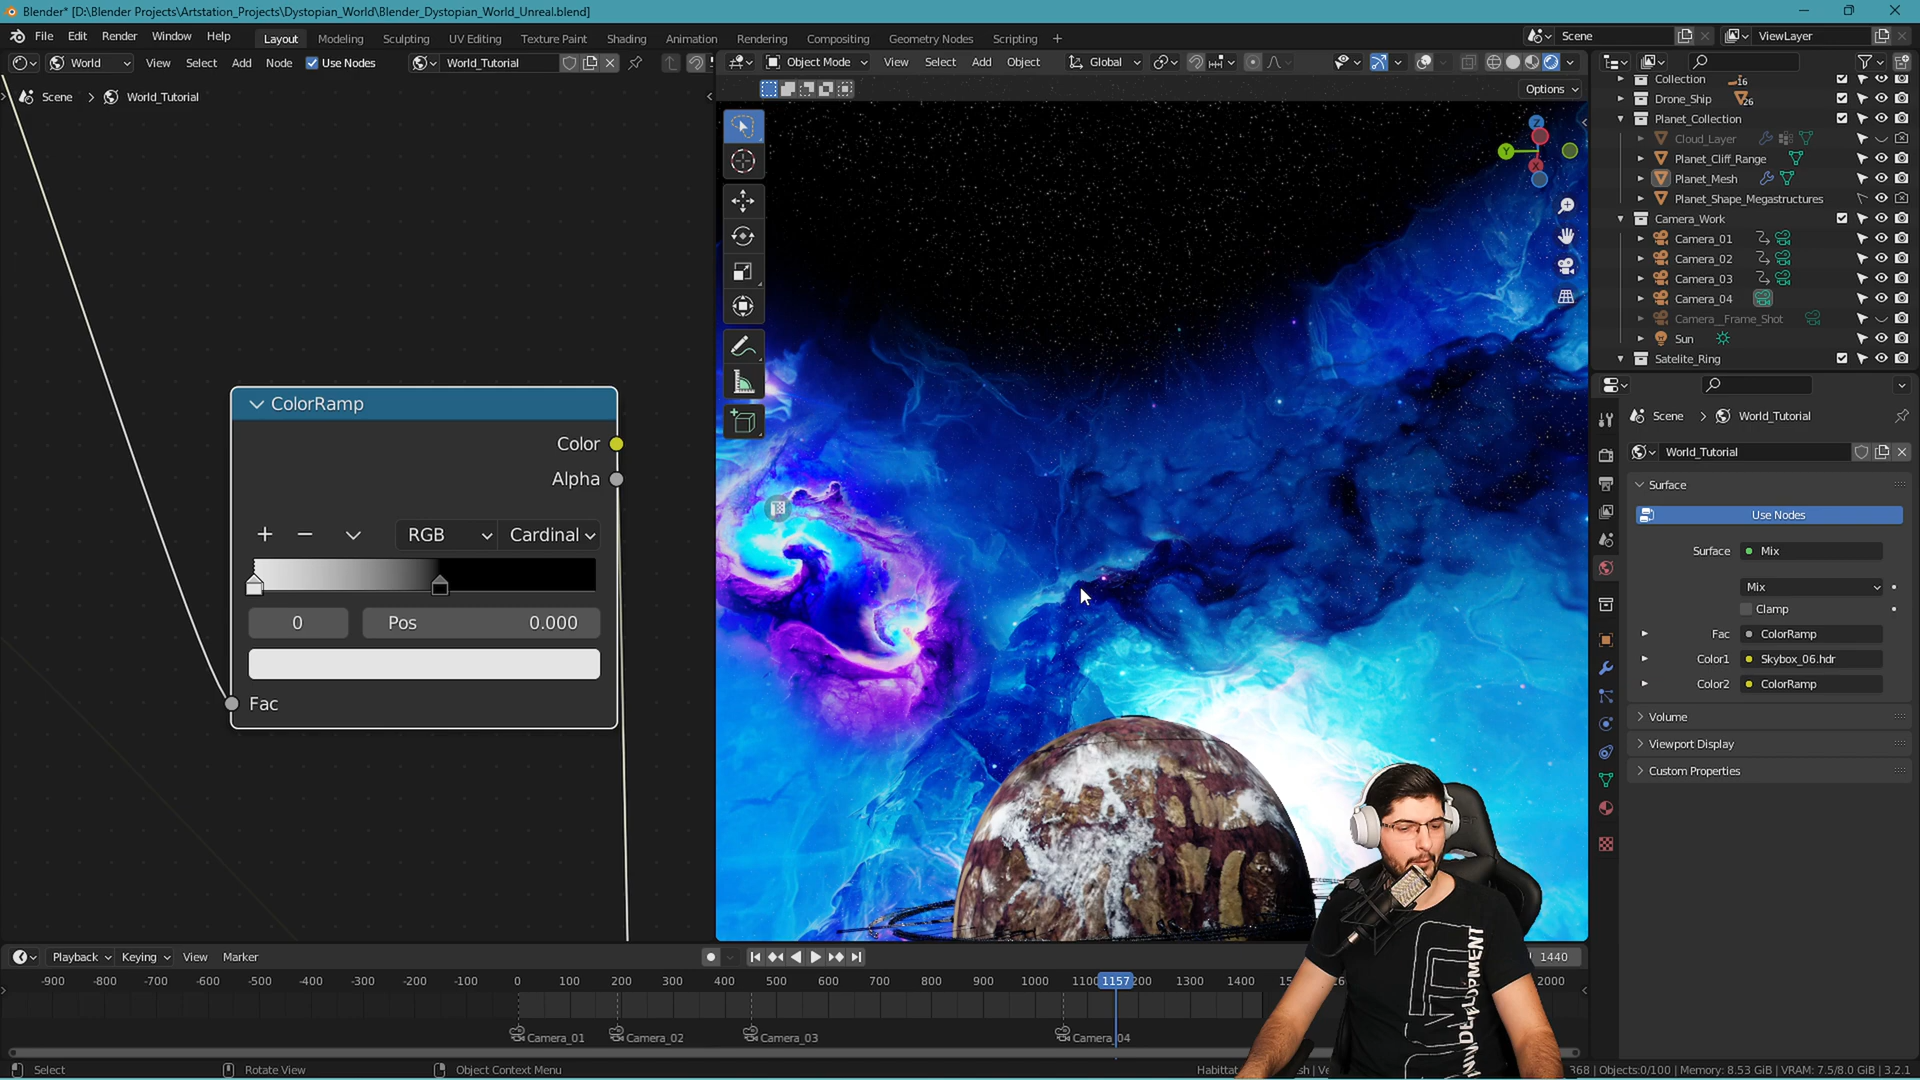 Blender* [D:\Blender Projects\Artstation_Projects\Dystopian_World\Blender_Dystopian_World_Unreal.blend]
File Edit Render Window Help Layout Modeling Sculpting UV Editing Texture Paint Shading Animation Rendering Compositing Geometry Nodes Scripting + Scene ViewLayer
World View Select Add Node Use Nodes World_Tutorial Object Mode View Select Add Object Global
Options
Scene > World_Tutorial
Z
Y
X
Collection 16
Drone_Ship 26
Planet_Collection
Cloud_Layer
Planet_Cliff_Range
Planet_Mesh
Planet_Shape_Megastructures
Camera_Work
Camera_01
Camera_02
Camera_03
Camera_04
Camera__Frame_Shot
Sun
Satelite_Ring
ColorRamp
Color
Alpha
RGB Cardinal
0 Pos 0.000
Fac
Scene > World_Tutorial
World_Tutorial
Surface
Use Nodes
Surface Mix
Mix
Clamp
Fac ColorRamp
Color1 Skybox_06.hdr
Color2 ColorRamp
Volume
Viewport Display
Custom Properties
DEVELOPMENT
Playback Keying View Marker 1440
-900 -800 -700 -600 -500 -400 -300 -200 -100 0 100 200 300 400 500 600 700 800 900 1000 1100 1157 200 1300 1400 2000
Camera_01 Camera_02 Camera_03 Camera_04
Select Rotate View Object Context Menu 368 | Objects:0/100 | Memory: 8.53 GiB | VRAM: 7.5/8.0 GiB | 3.2.1